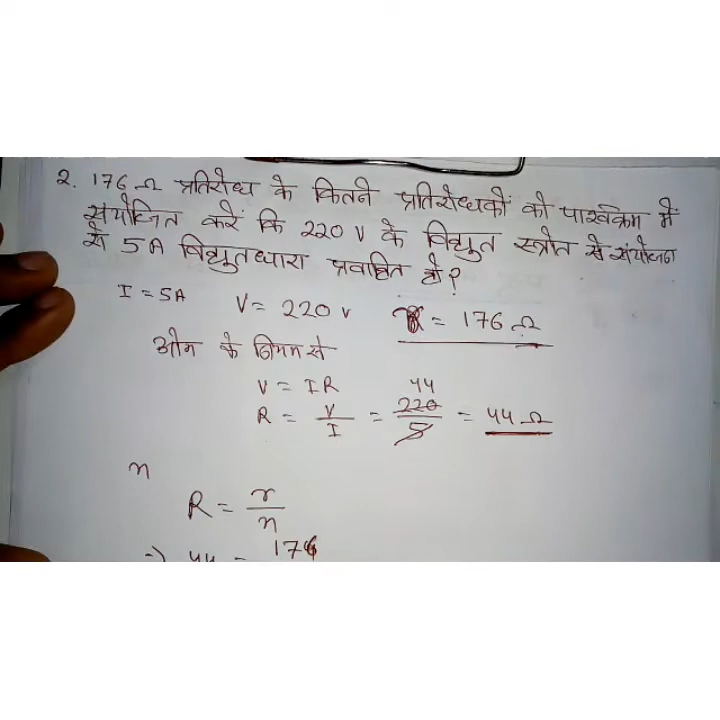 2. 176 Ω प्रतिरोध के कितने प्रतिरोधकों को पार्श्वक्रम में
संयोजित करें कि 220 V के विद्युत स्त्रोत से संयोजन
से 5A विद्युतधारा प्रवाहित हो?
I = 5A V = 220 V r = 176 Ω
ओम के नियम से
V = IR
R = V/I = 220/5 = 44 Ω
44
n
R = r/n
⇒ 44 = 176